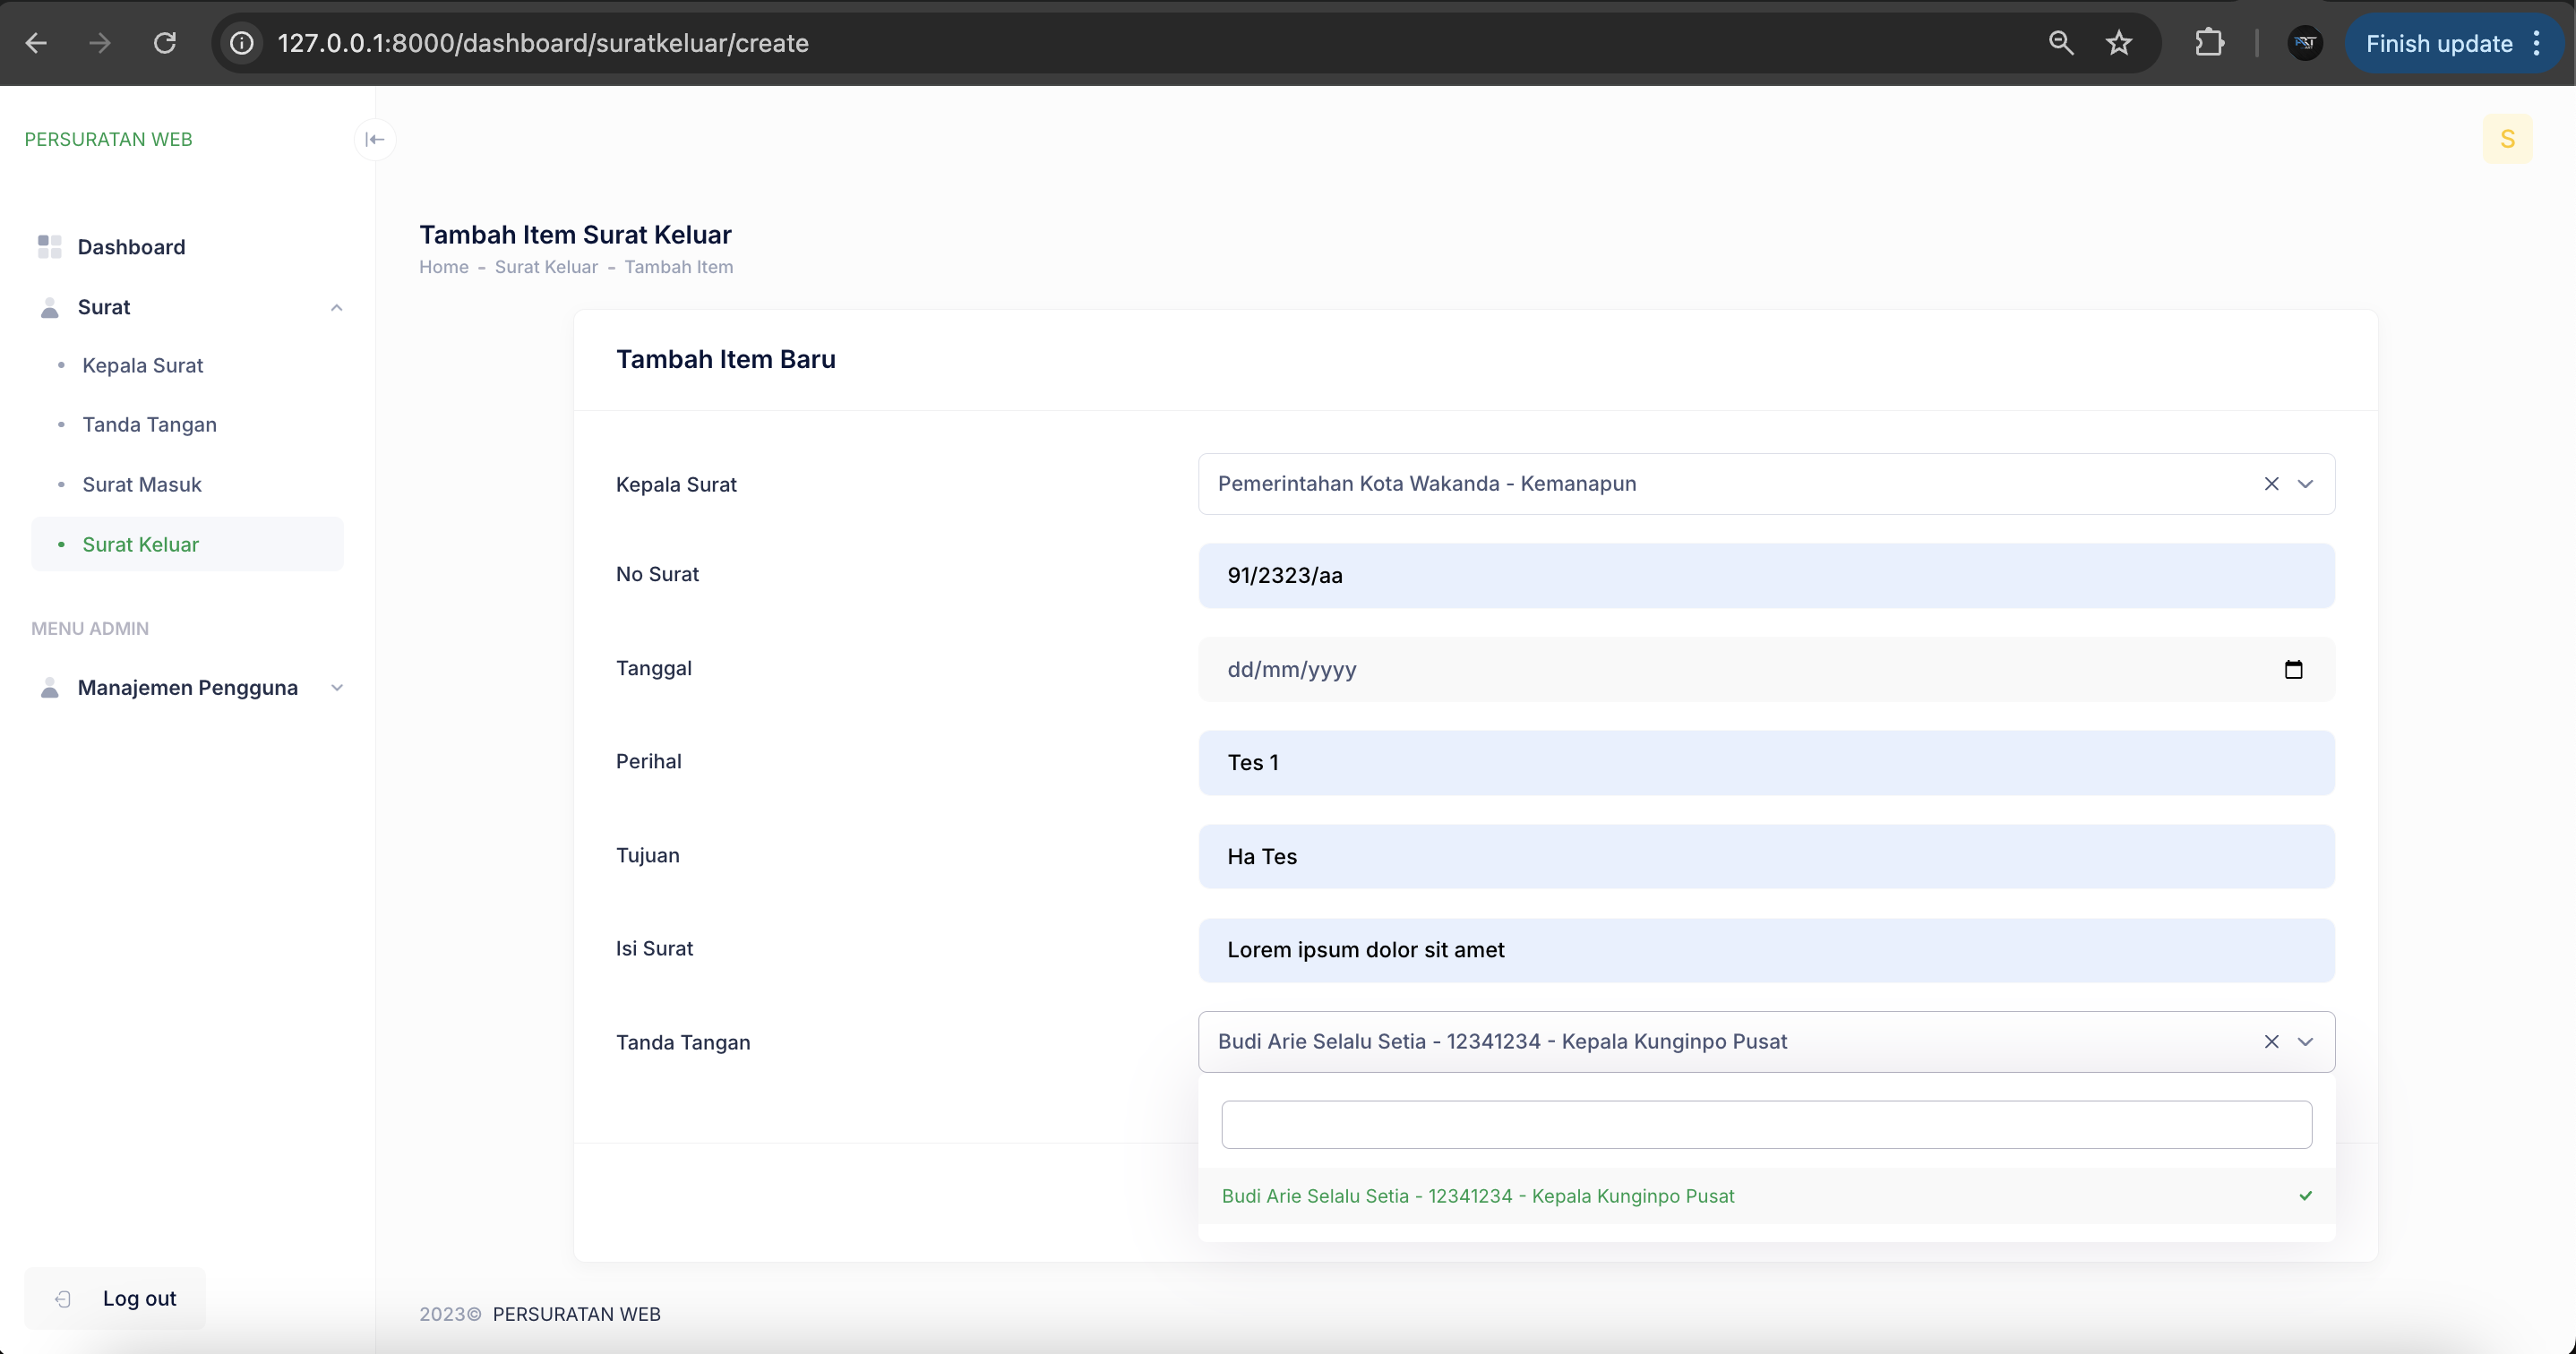 127.0.0.1:8000/dashboard/suratkeluar/create
Finish update
PERSURATAN WEB
S
Dashboard
Surat
Kepala Surat
Tanda Tangan
Surat Masuk
Surat Keluar
MENU ADMIN
Manajemen Pengguna
Log out
Tambah Item Surat Keluar
Home - Surat Keluar - Tambah Item
Tambah Item Baru
Kepala Surat
Pemerintahan Kota Wakanda - Kemanapun
No Surat
91/2323/aa
Tanggal
dd/mm/yyyy
Perihal
Tes 1
Tujuan
Ha Tes
Isi Surat
Lorem ipsum dolor sit amet
Tanda Tangan
Budi Arie Selalu Setia - 12341234 - Kepala Kunginpo Pusat
Budi Arie Selalu Setia - 12341234 - Kepala Kunginpo Pusat
2023© PERSURATAN WEB